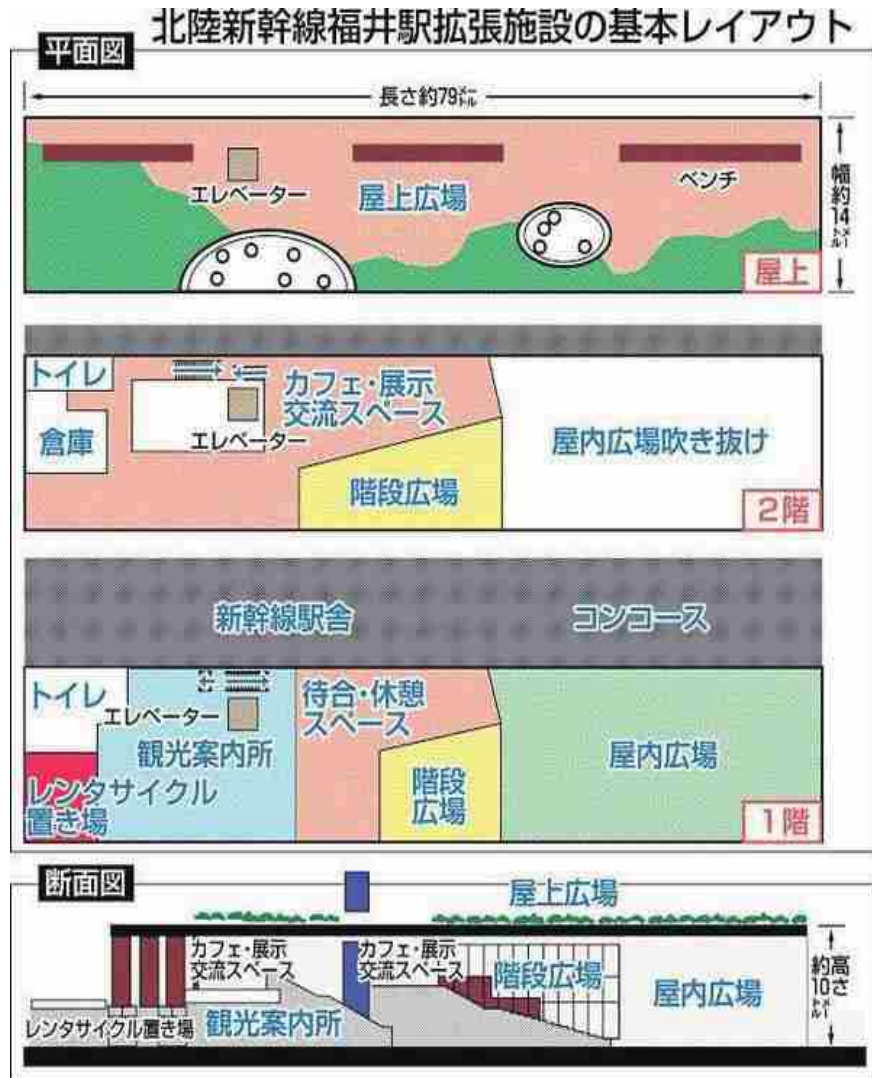 北陸新幹線福井駅拡張施設の基本レイアウト
平面図
長さ約79メートル
エレベーター
屋上広場
ベンチ
幅約14メートル
屋上
トイレ
カフェ・展示
交流スペース
倉庫
エレベーター
屋内広場吹き抜け
階段広場
2階
新幹線駅舎
コンコース
トイレ
待合・休憩
スペース
エレベーター
観光案内所
屋内広場
レンタサイクル
置き場
階段
広場
1階
断面図
屋上広場
カフェ・展示
交流スペース
カフェ・展示
交流スペース
階段広場
屋内広場
高さ
約10メートル
レンタサイクル置き場
観光案内所